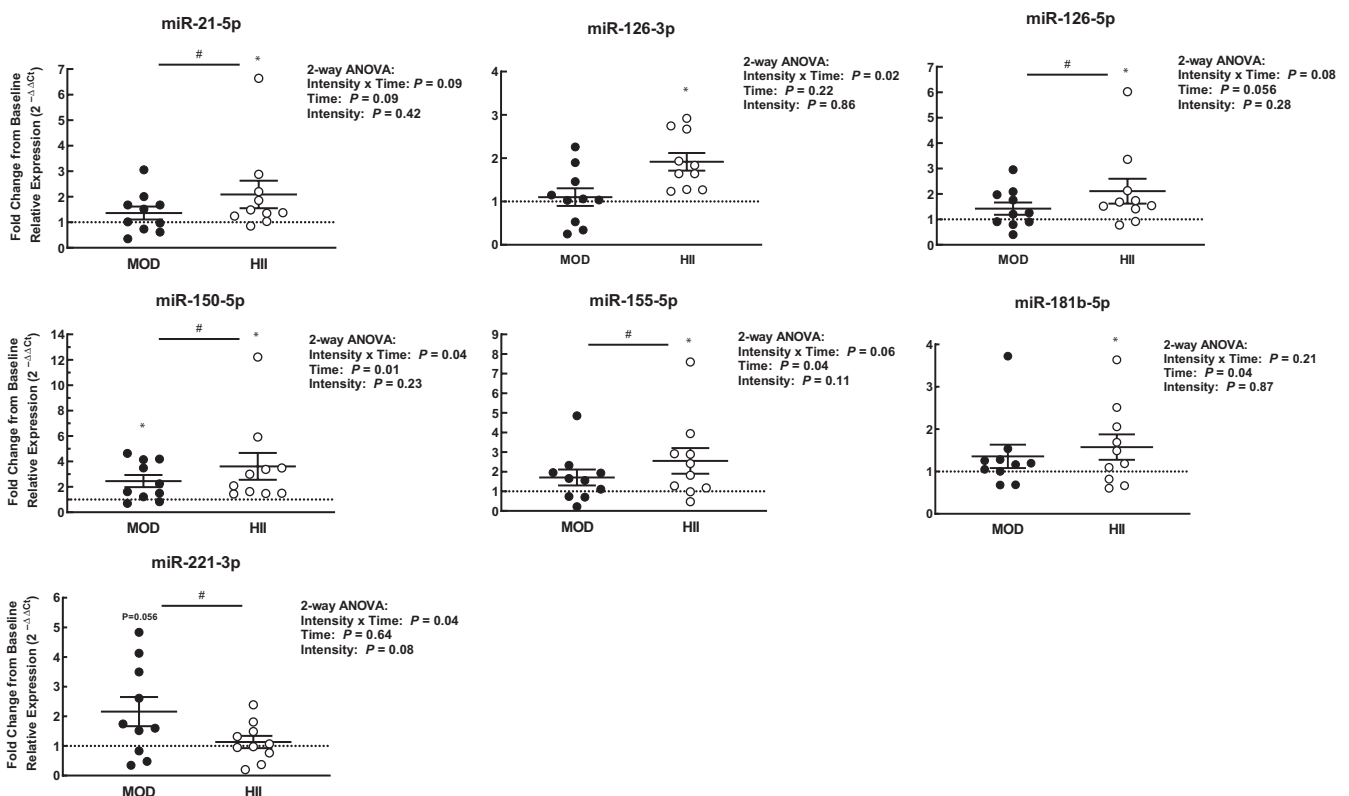 miR-21-5p
#
*
7
6
5
4
3
2
1
0
Fold Change from Baseline
Relative Expression (2 −ΔΔCt)
MOD
HII
2-way ANOVA:
Intensity x Time: P = 0.09
Time: P = 0.09
Intensity: P = 0.42
miR-126-3p
*
4
3
2
1
0
MOD
HII
2-way ANOVA:
Intensity x Time: P = 0.02
Time: P = 0.22
Intensity: P = 0.86
miR-126-5p
#
*
7
6
5
4
3
2
1
0
MOD
HII
2-way ANOVA:
Intensity x Time: P = 0.08
Time: P = 0.056
Intensity: P = 0.28
miR-150-5p
#
*
*
14
12
10
8
6
4
2
0
Fold Change from Baseline
Relative Expression (2 −ΔΔCt)
MOD
HII
2-way ANOVA:
Intensity x Time: P = 0.04
Time: P = 0.01
Intensity: P = 0.23
miR-155-5p
#
*
9
8
7
6
5
4
3
2
1
0
MOD
HII
2-way ANOVA:
Intensity x Time: P = 0.06
Time: P = 0.04
Intensity: P = 0.11
miR-181b-5p
*
4
3
2
1
0
MOD
HII
2-way ANOVA:
Intensity x Time: P = 0.21
Time: P = 0.04
Intensity: P = 0.87
miR-221-3p
#
P=0.056
6
5
4
3
2
1
0
Fold Change from Baseline
Relative Expression (2 −ΔΔCt)
MOD
HII
2-way ANOVA:
Intensity x Time: P = 0.04
Time: P = 0.64
Intensity: P = 0.08